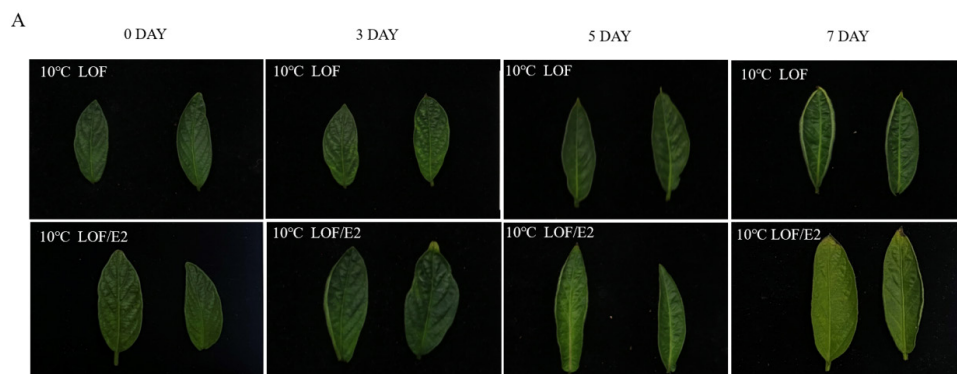 A
0 DAY 3 DAY 5 DAY 7 DAY
10℃ LOF 10℃ LOF 10℃ LOF 10℃ LOF
10℃ LOF/E2 10℃ LOF/E2 10℃ LOF/E2 10℃ LOF/E2